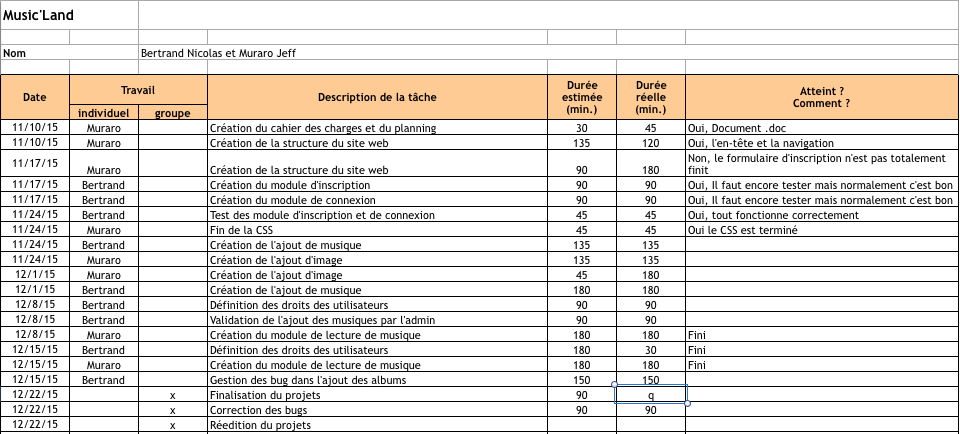 Music'Land
Nom Bertrand Nicolas et Muraro Jeff
Date Travail Description de la tâche Durée estimée (min.) Durée réelle (min.) Atteint ? Comment ?
individuel groupe
11/10/15 Muraro Création du cahier des charges et du planning 30 45 Oui, Document .doc
11/10/15 Muraro Création de la structure du site web 135 120 Oui, l'en-tête et la navigation
11/17/15 Muraro Création de la structure du site web 90 180 Non, le formulaire d'inscription n'est pas totalement finit
11/17/15 Bertrand Création du module d'inscription 90 90 Oui, Il faut encore tester mais normalement c'est bon
11/17/15 Bertrand Création du module de connexion 90 90 Oui, Il faut encore tester mais normalement c'est bon
11/24/15 Bertrand Test des module d'inscription et de connexion 45 45 Oui, tout fonctionne correctement
11/24/15 Muraro Fin de la CSS 45 45 Oui le CSS est terminé
11/24/15 Bertrand Création de l'ajout de musique 135 135
11/24/15 Muraro Création de l'ajout d'image 135 135
12/1/15 Muraro Création de l'ajout d'image 45 180
12/1/15 Bertrand Création de l'ajout de musique 180 180
12/8/15 Bertrand Définition des droits des utilisateurs 90 90
12/8/15 Bertrand Validation de l'ajout des musiques par l'admin 90 90
12/8/15 Muraro Création du module de lecture de musique 180 180 Fini
12/15/15 Bertrand Définition des droits des utilisateurs 180 30 Fini
12/15/15 Muraro Création du module de lecture de musique 180 180 Fini
12/15/15 Bertrand Gestion des bug dans l'ajout des albums 150 150
12/22/15 x Finalisation du projets 90 q
12/22/15 x Correction des bugs 90 90
12/22/15 x Réedition du projets